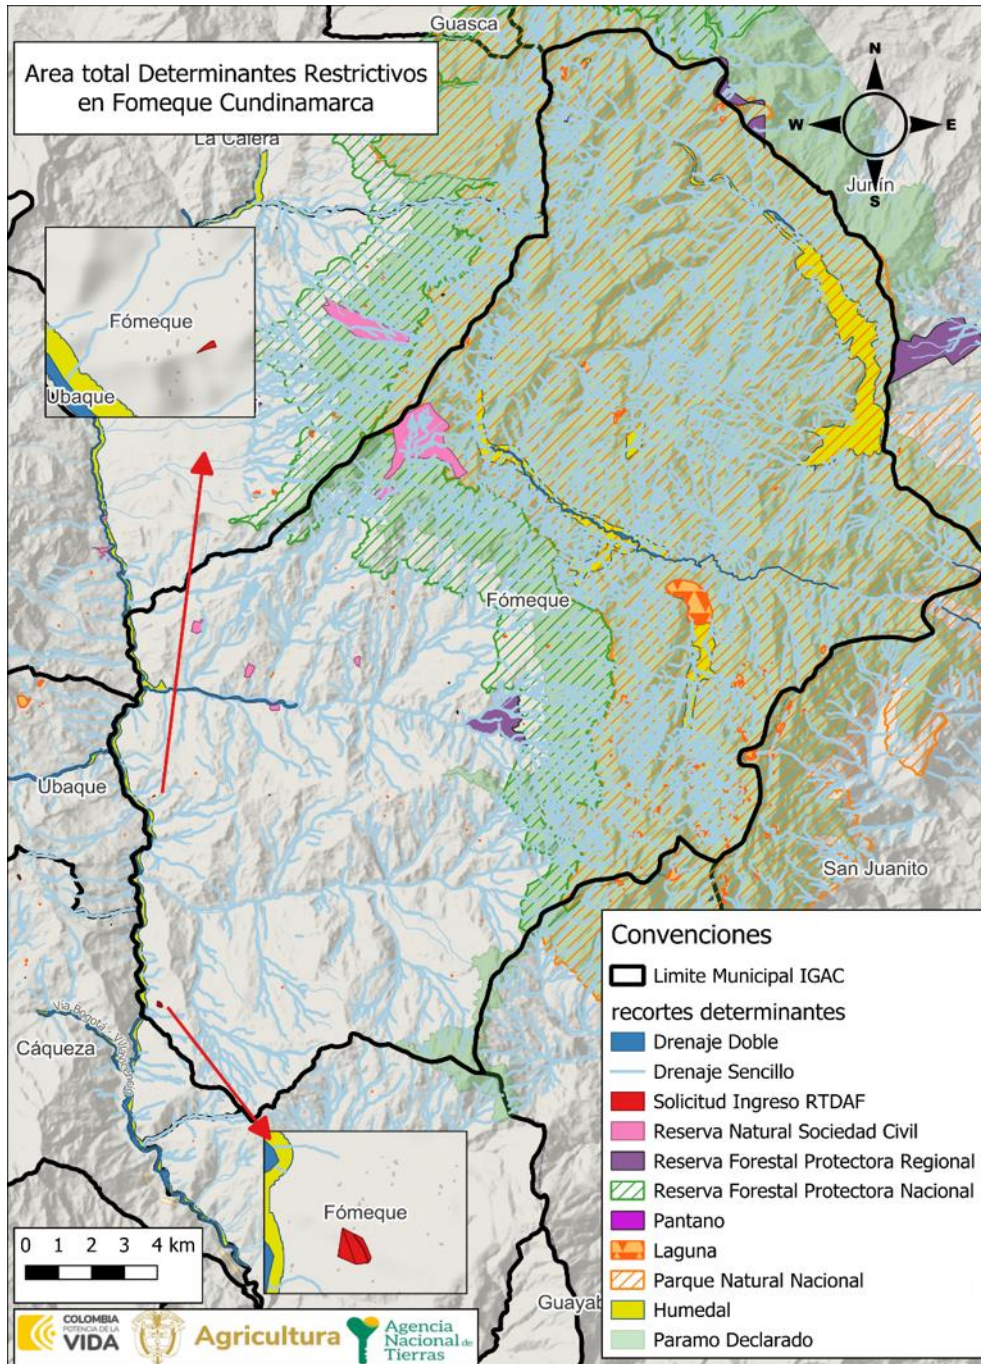 Guasca
Area total Determinantes Restrictivos
en Fomeque Cundinamarca
La Calera
N
W
E
S
Junín
Fómeque
Ubaque
Fómeque
Ubaque
San Juanito
Via Bogotá -
Cáqueza
Fómeque
0 1 2 3 4 km
Guayab
Convenciones
Limite Municipal IGAC
recortes determinantes
Drenaje Doble
Drenaje Sencillo
Solicitud Ingreso RTDAF
Reserva Natural Sociedad Civil
Reserva Forestal Protectora Regional
Reserva Forestal Protectora Nacional
Pantano
Laguna
Parque Natural Nacional
Humedal
Paramo Declarado
COLOMBIA
POTENCIA DE LA
VIDA
Agricultura
Agencia
Nacional de
Tierras